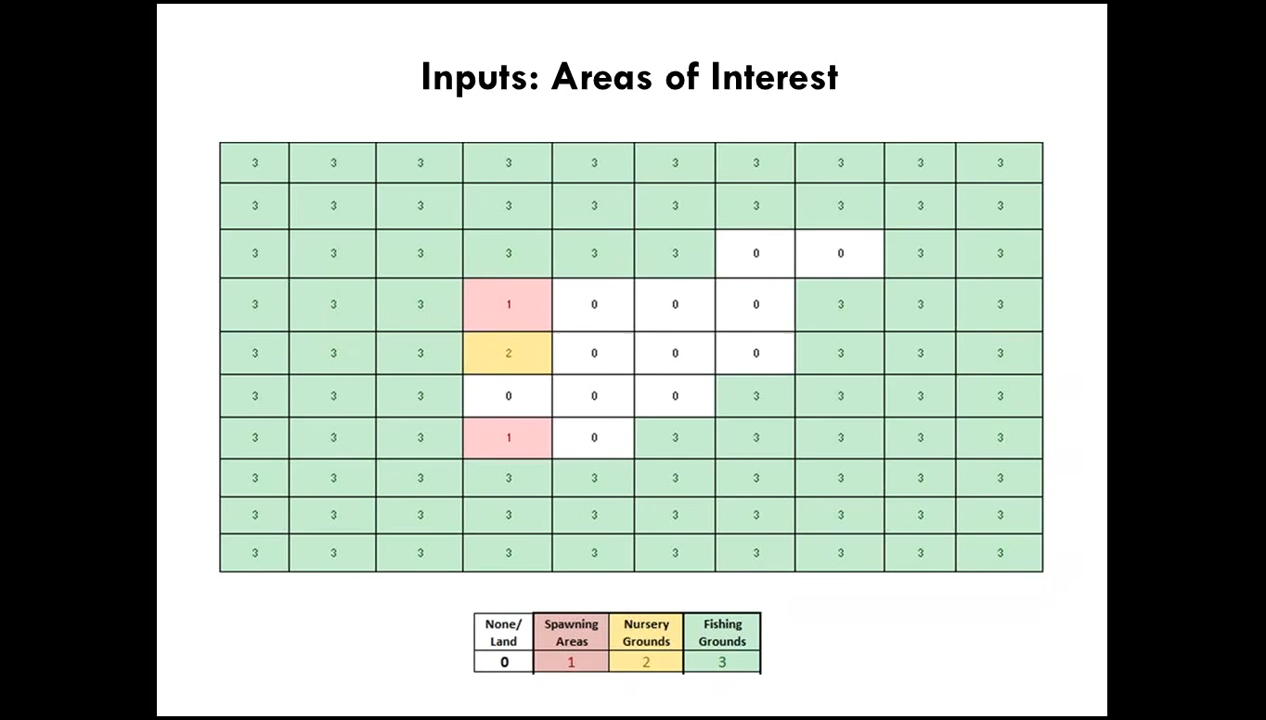 Inputs: Areas of Interest
3 3 3 3 3 3 3 3 3 3
3 3 3 3 3 3 3 3 3 3
3 3 3 3 3 3 0 0 3 3
3 3 3 1 0 0 0 3 3 3
3 3 3 2 0 0 0 3 3 3
3 3 3 0 0 0 3 3 3 3
3 3 3 1 0 3 3 3 3 3
3 3 3 3 3 3 3 3 3 3
3 3 3 3 3 3 3 3 3 3
3 3 3 3 3 3 3 3 3 3
None/ Spawning Nursery Fishing
Land Areas Grounds Grounds
0 1 2 3